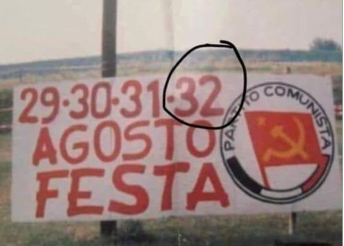 29·30·31·32
AGOSTO
FESTA
PARTITO COMUNISTA